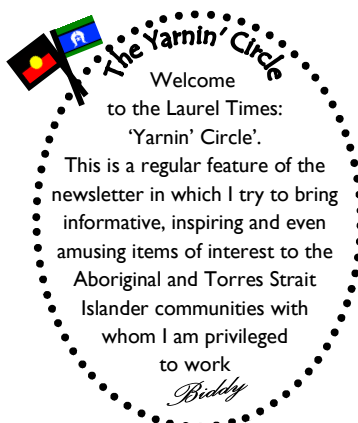 The Yarnin' Circle
Welcome
to the Laurel Times:
‘Yarnin’ Circle’.
This is a regular feature of the
newsletter in which I try to bring
informative, inspiring and even
amusing items of interest to the
Aboriginal and Torres Strait
Islander communities with
whom I am privileged
to work
Biddy